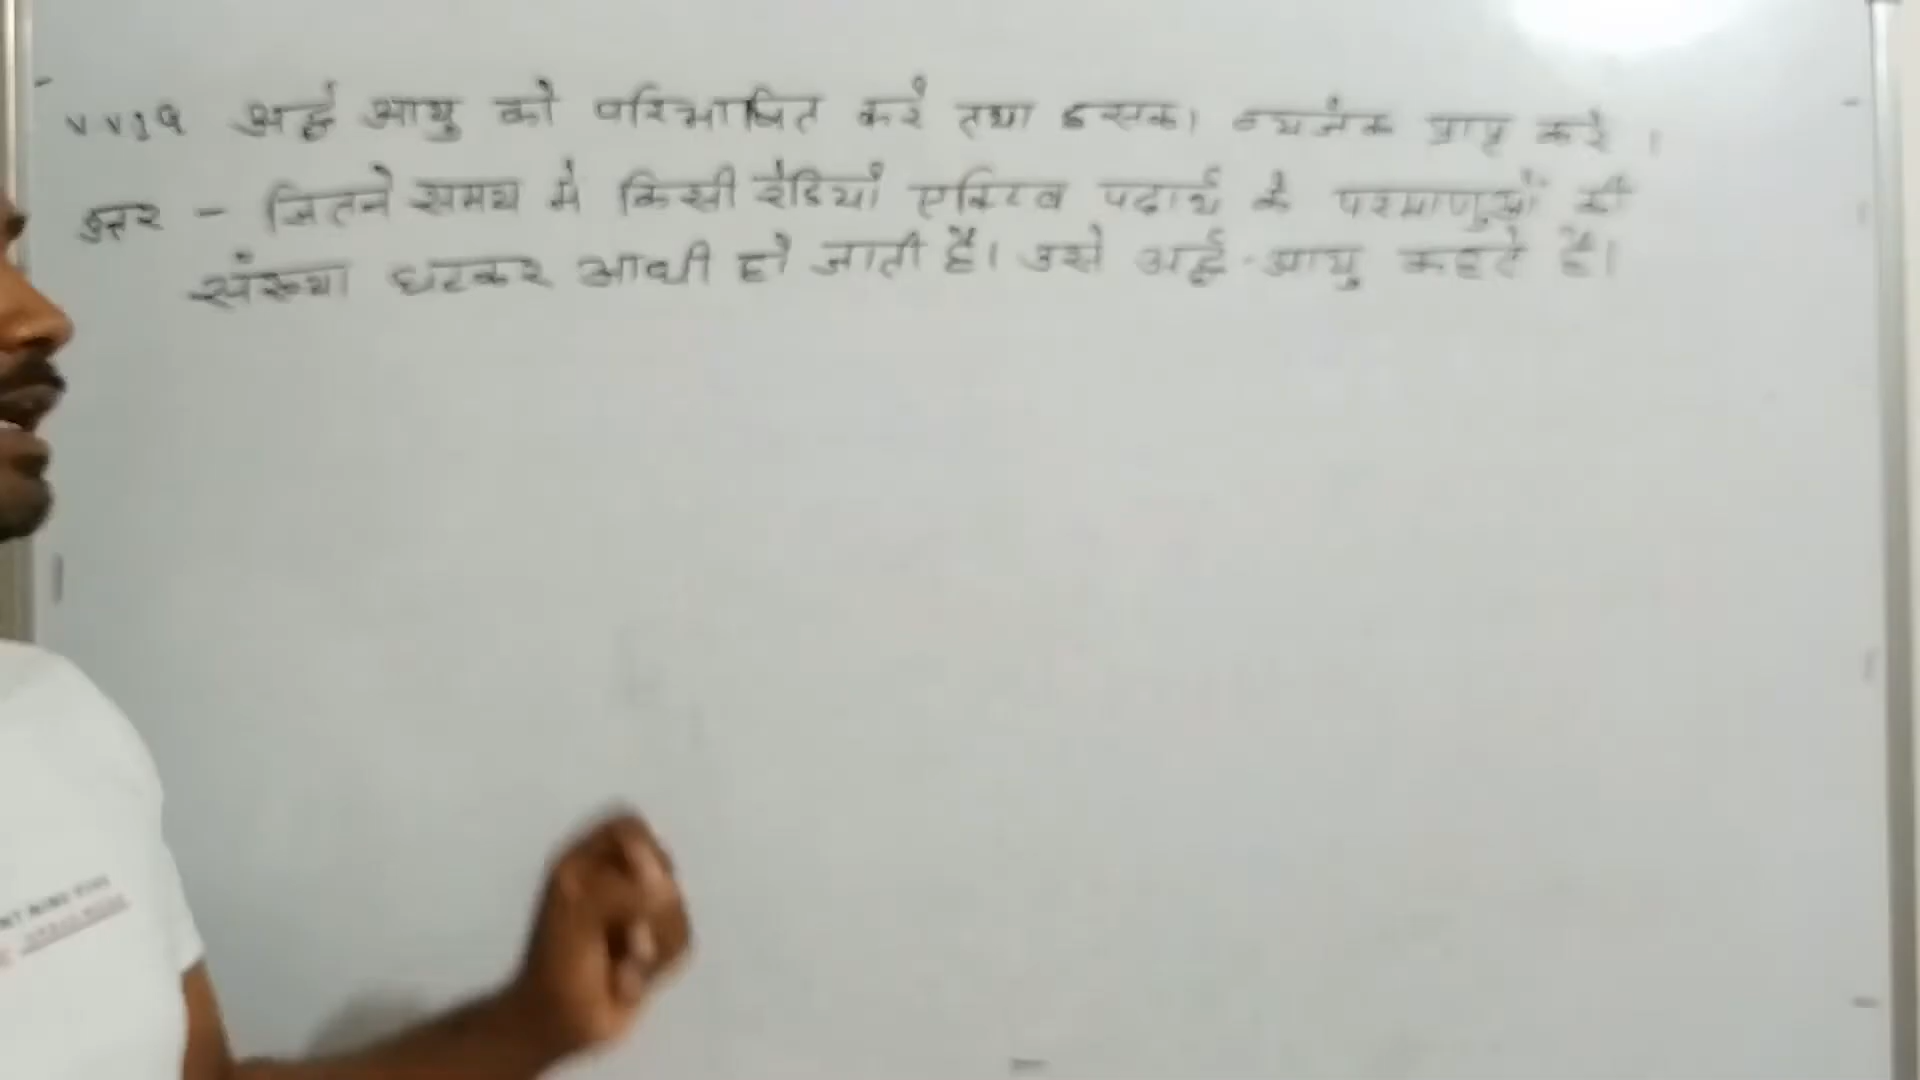 VVIQ अर्द्ध आयु को परिभाषित करें तथा इसका व्यजंक प्राप्त करे ।
उत्तर - जितने समय मे किसी रेडियों एक्टिव पदार्थ के परमाणुओं की
संख्या घटकर आधी हो जाती है। उसे अर्द्ध-आयु कहते है।